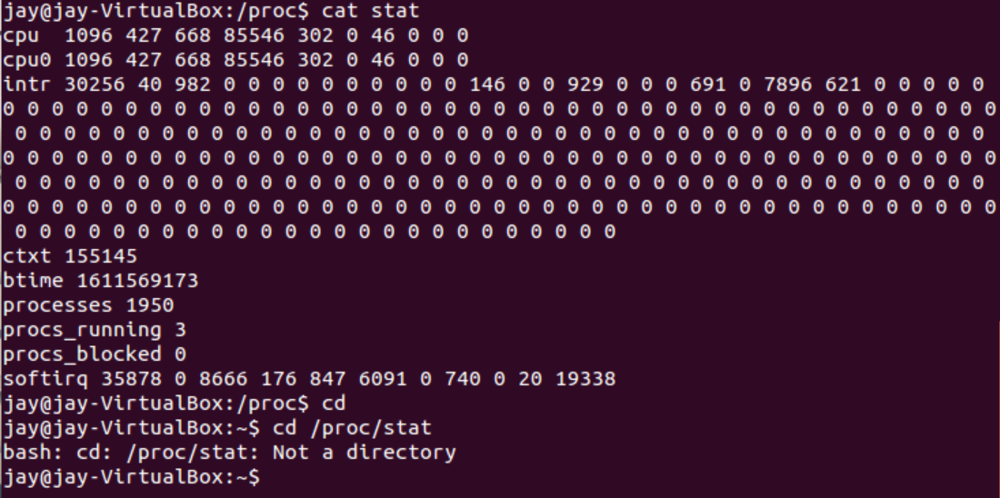 jay@jay-VirtualBox:/proc$ cat stat
cpu  1096 427 668 85546 302 0 46 0 0 0
cpu0 1096 427 668 85546 302 0 46 0 0 0
intr 30256 40 982 0 0 0 0 0 0 0 0 0 0 146 0 0 929 0 0 0 691 0 7896 621 0 0 0 0 0
0 0 0 0 0 0 0 0 0 0 0 0 0 0 0 0 0 0 0 0 0 0 0 0 0 0 0 0 0 0 0 0 0 0 0 0 0 0 0 0 0
 0 0 0 0 0 0 0 0 0 0 0 0 0 0 0 0 0 0 0 0 0 0 0 0 0 0 0 0 0 0 0 0 0 0 0 0 0 0 0 0
0 0 0 0 0 0 0 0 0 0 0 0 0 0 0 0 0 0 0 0 0 0 0 0 0 0 0 0 0 0 0 0 0 0 0 0 0 0 0 0 0
 0 0 0 0 0 0 0 0 0 0 0 0 0 0 0 0 0 0 0 0 0 0 0 0 0 0 0 0 0 0 0 0 0 0 0 0 0 0 0 0
0 0 0 0 0 0 0 0 0 0 0 0 0 0 0 0 0 0 0 0 0 0 0 0 0 0 0 0 0 0 0 0 0 0 0 0 0 0 0 0 0
 0 0 0 0 0 0 0 0 0 0 0 0 0 0 0 0 0 0 0 0 0 0 0 0 0
ctxt 155145
btime 1611569173
processes 1950
procs_running 3
procs_blocked 0
softirq 35878 0 8666 176 847 6091 0 740 0 20 19338
jay@jay-VirtualBox:/proc$ cd
jay@jay-VirtualBox:~$ cd /proc/stat
bash: cd: /proc/stat: Not a directory
jay@jay-VirtualBox:~$